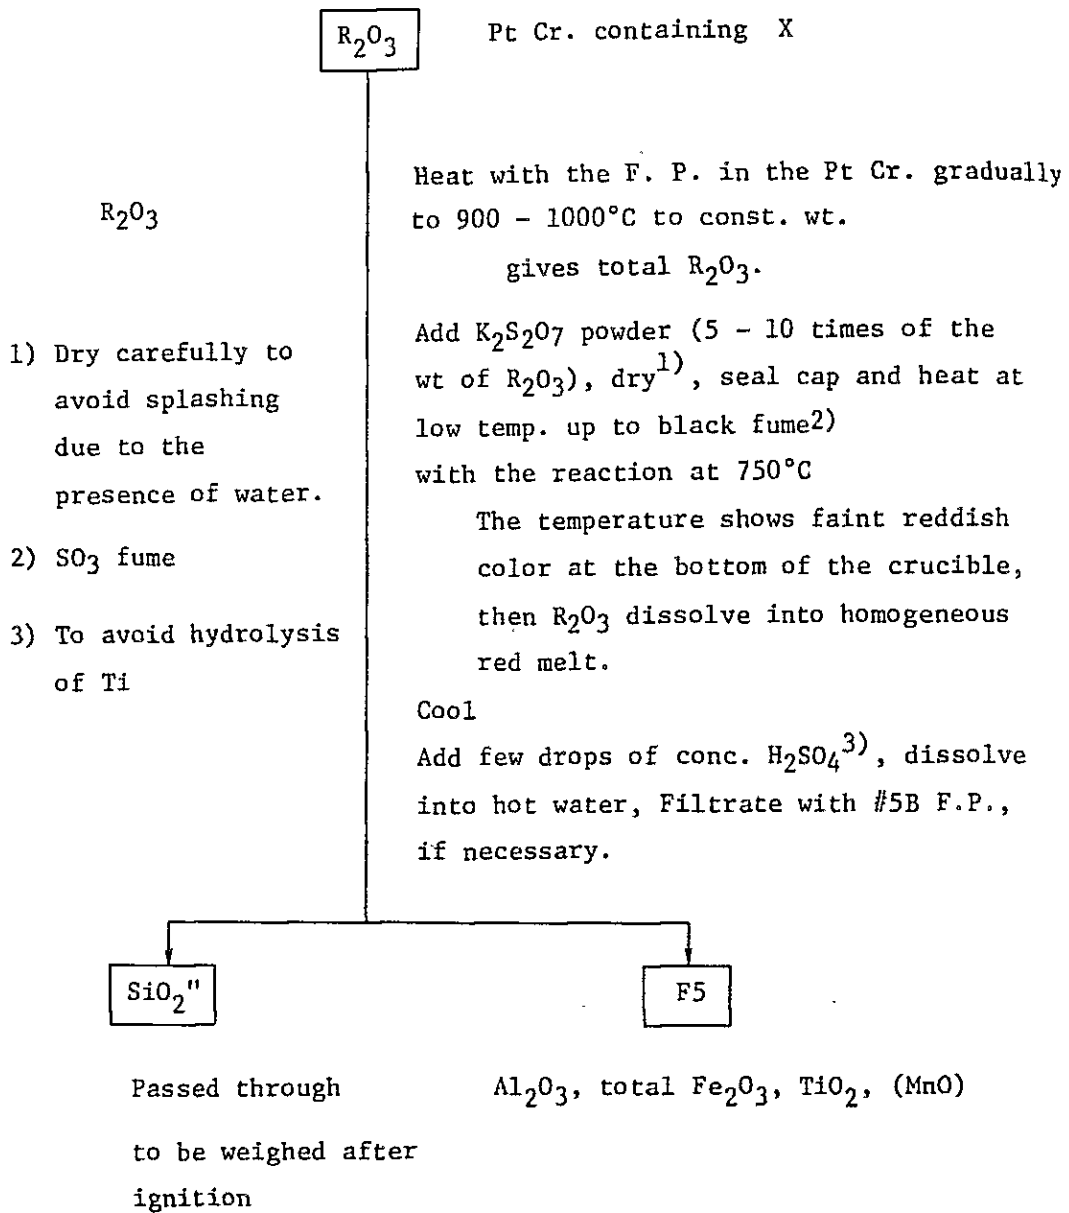 R2O3 Pt Cr. containing X
Heat with the F. P. in the Pt Cr. gradually
R2O3
to 900 - 1000°C to const. wt.
gives total R2O3.
1) Dry carefully to
avoid splashing
due to the
presence of water.
2) SO3 fume
3) To avoid hydrolysis
of Ti
Add K2S2O7 powder (5 - 10 times of the
wt of R2O3), dry1), seal cap and heat at
low temp. up to black fume2)
with the reaction at 750°C
The temperature shows faint reddish
color at the bottom of the crucible,
then R2O3 dissolve into homogeneous
red melt.
Cool
Add few drops of conc. H2SO43), dissolve
into hot water, Filtrate with #5B F.P.,
if necessary.
SiO2"
F5
Passed through
to be weighed after
ignition
Al2O3, total Fe2O3, TiO2, (MnO)